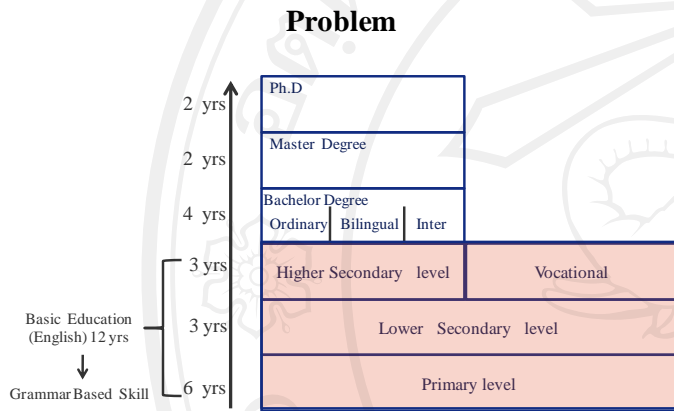 Problem
2 yrs
Ph.D
2 yrs
Master Degree
4 yrs
Bachelor Degree
Ordinary Bilingual Inter
3 yrs
Higher Secondary level
Vocational
Basic Education
(English) 12 yrs
3 yrs
Lower Secondary level
Grammar Based Skill
6 yrs
Primary level